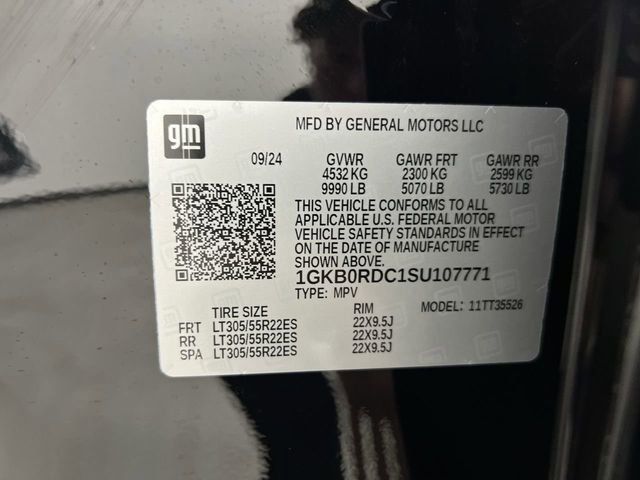 gm
MFD BY GENERAL MOTORS LLC
09/24 GVWR GAWR FRT GAWR RR
4532 KG 2300 KG 2599 KG
9990 LB 5070 LB 5730 LB
THIS VEHICLE CONFORMS TO ALL
APPLICABLE U.S. FEDERAL MOTOR
VEHICLE SAFETY STANDARDS IN EFFECT
ON THE DATE OF MANUFACTURE
SHOWN ABOVE.
1GKB0RDC1SU107771
TYPE: MPV MODEL: 11TT35526
TIRE SIZE RIM
FRT LT305/55R22ES 22X9.5J
RR LT305/55R22ES 22X9.5J
SPA LT305/55R22ES 22X9.5J